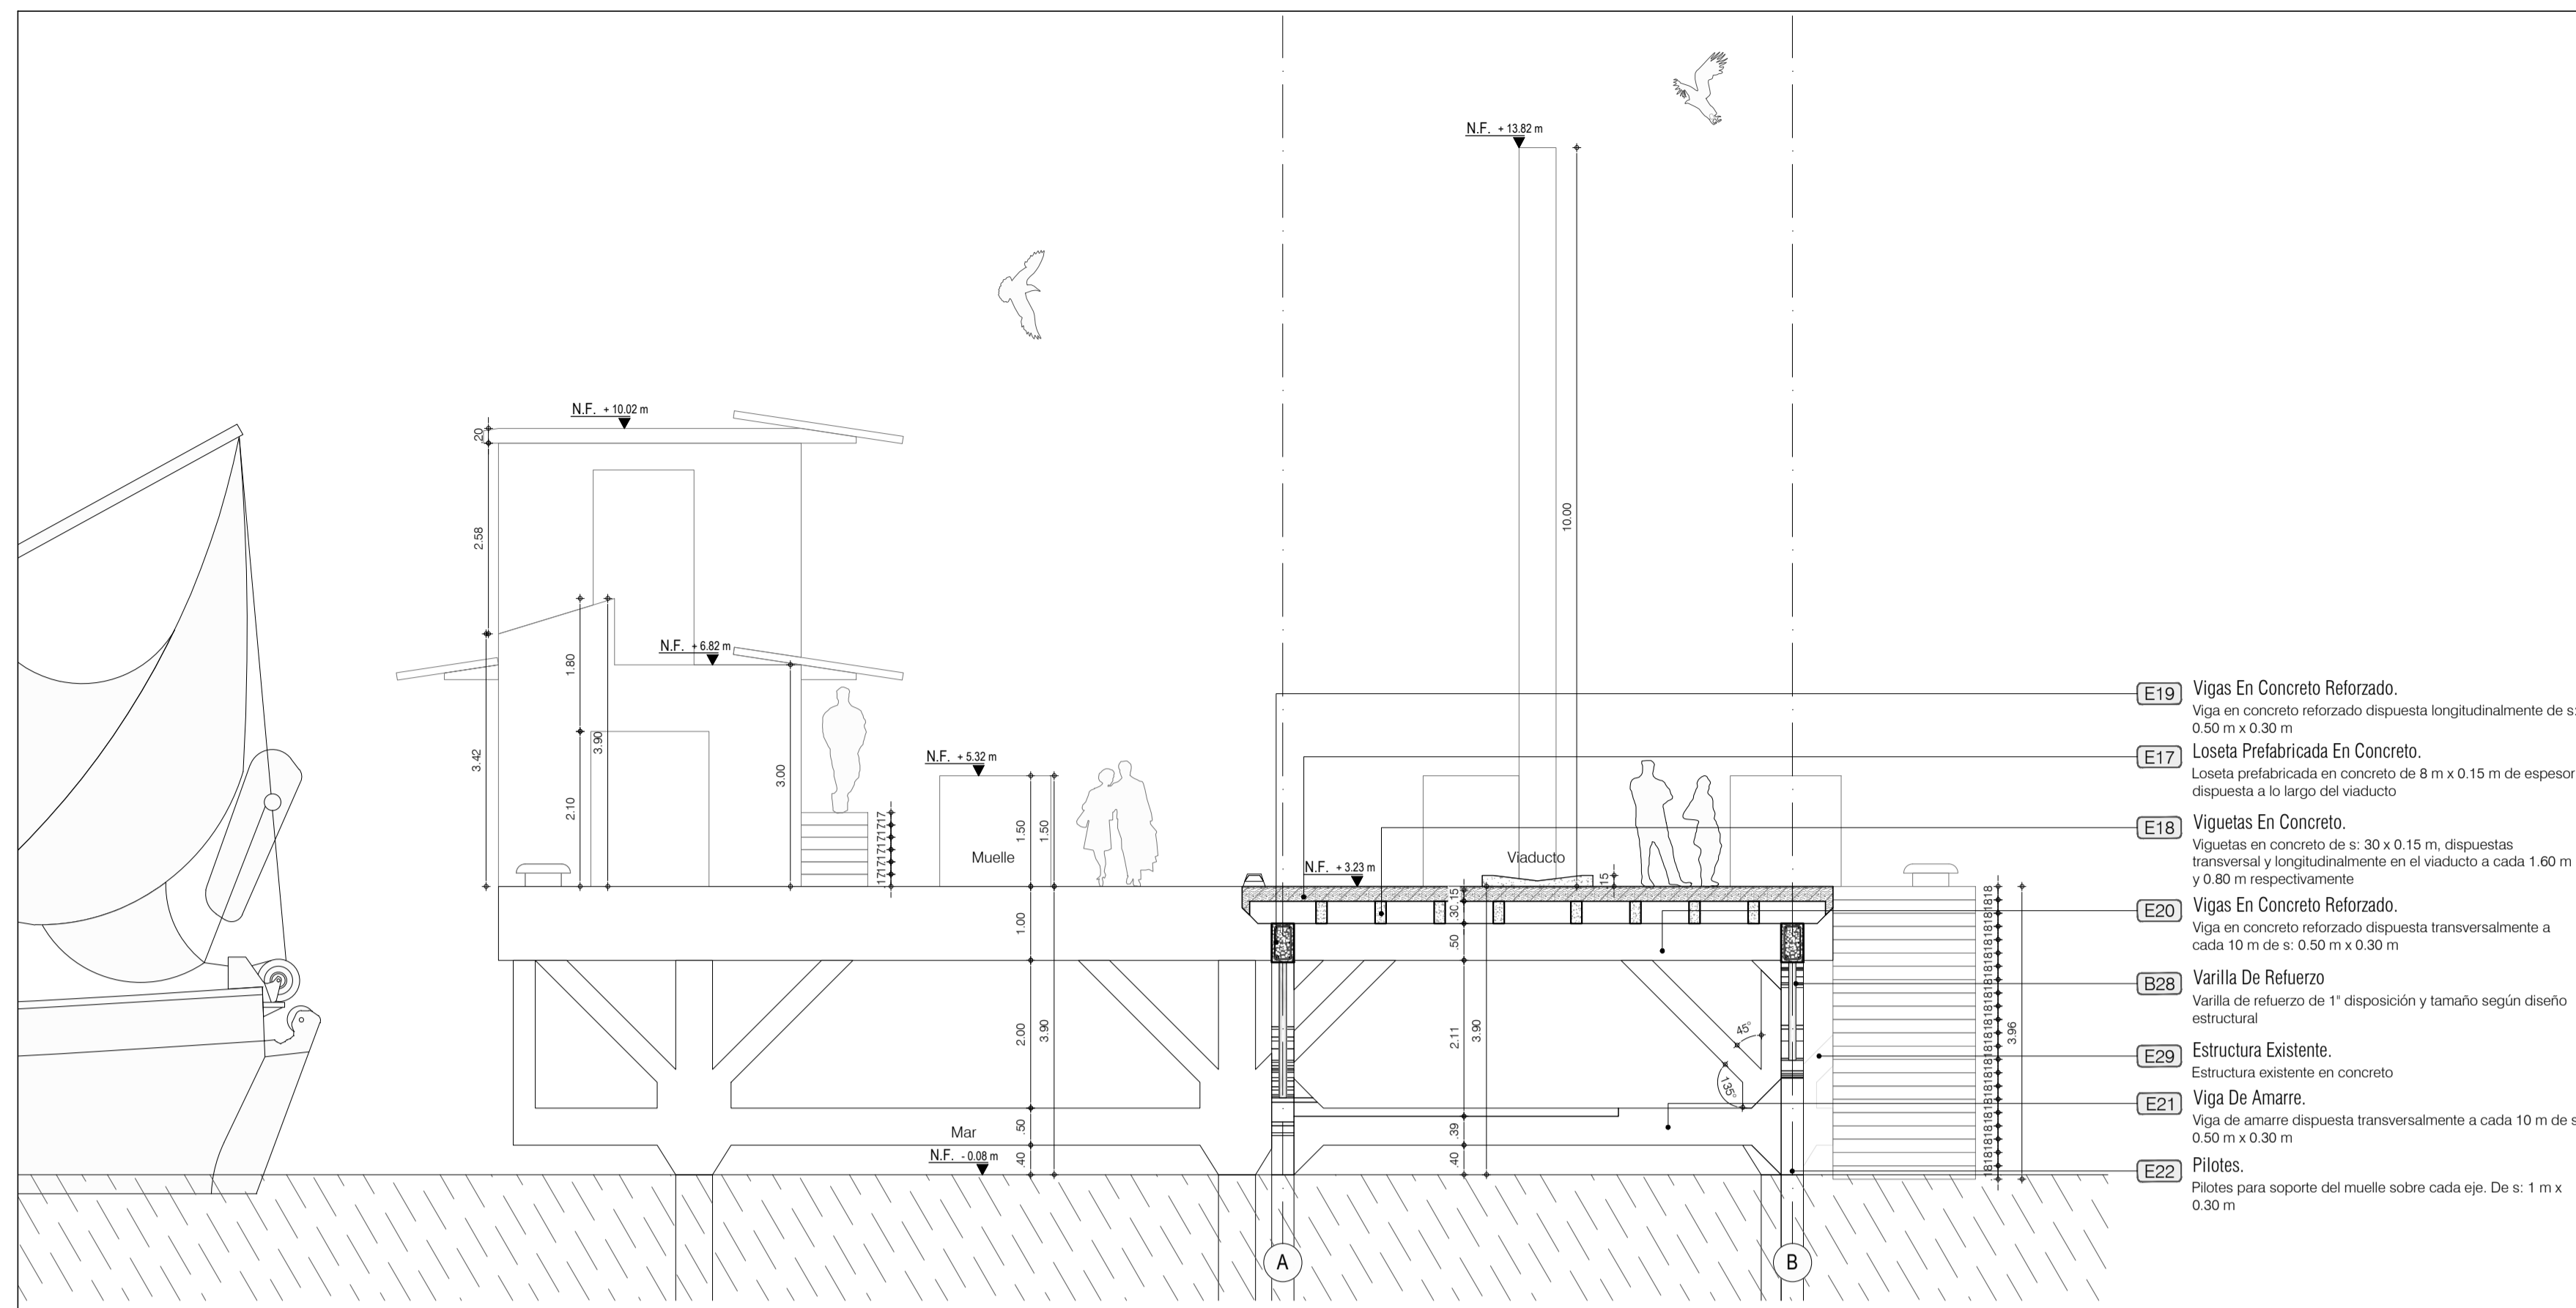 N.F. + 13.82 m
N.F. + 10.02 m
.20
2.58
10.00
N.F. + 6.82 m
1.80
3.90
3.42
2.10
3.00
N.F. + 5.32 m
1.50
1.50
Muelle
171717171717
N.F. + 3.23 m
Viaducto
.15
.15
.30
1.00
.50
2.00
3.90
2.11
3.90
45°
135°
3.96
Mar
.50
.39
N.F. - 0.08 m
.40
.40
A
B
E19 Vigas En Concreto Reforzado.
Viga en concreto reforzado dispuesta longitudinalmente de s:
0.50 m x 0.30 m
E17 Loseta Prefabricada En Concreto.
Loseta prefabricada en concreto de 8 m x 0.15 m de espesor
dispuesta a lo largo del viaducto
E18 Viguetas En Concreto.
Viguetas en concreto de s: 30 x 0.15 m, dispuestas
transversal y longitudinalmente en el viaducto a cada 1.60 m
y 0.80 m respectivamente
E20 Vigas En Concreto Reforzado.
Viga en concreto reforzado dispuesta transversalmente a
cada 10 m de s: 0.50 m x 0.30 m
B28 Varilla De Refuerzo
Varilla de refuerzo de 1" disposición y tamaño según diseño
estructural
E29 Estructura Existente.
Estructura existente en concreto
E21 Viga De Amarre.
Viga de amarre dispuesta transversalmente a cada 10 m de s
0.50 m x 0.30 m
E22 Pilotes.
Pilotes para soporte del muelle sobre cada eje. De s: 1 m x
0.30 m